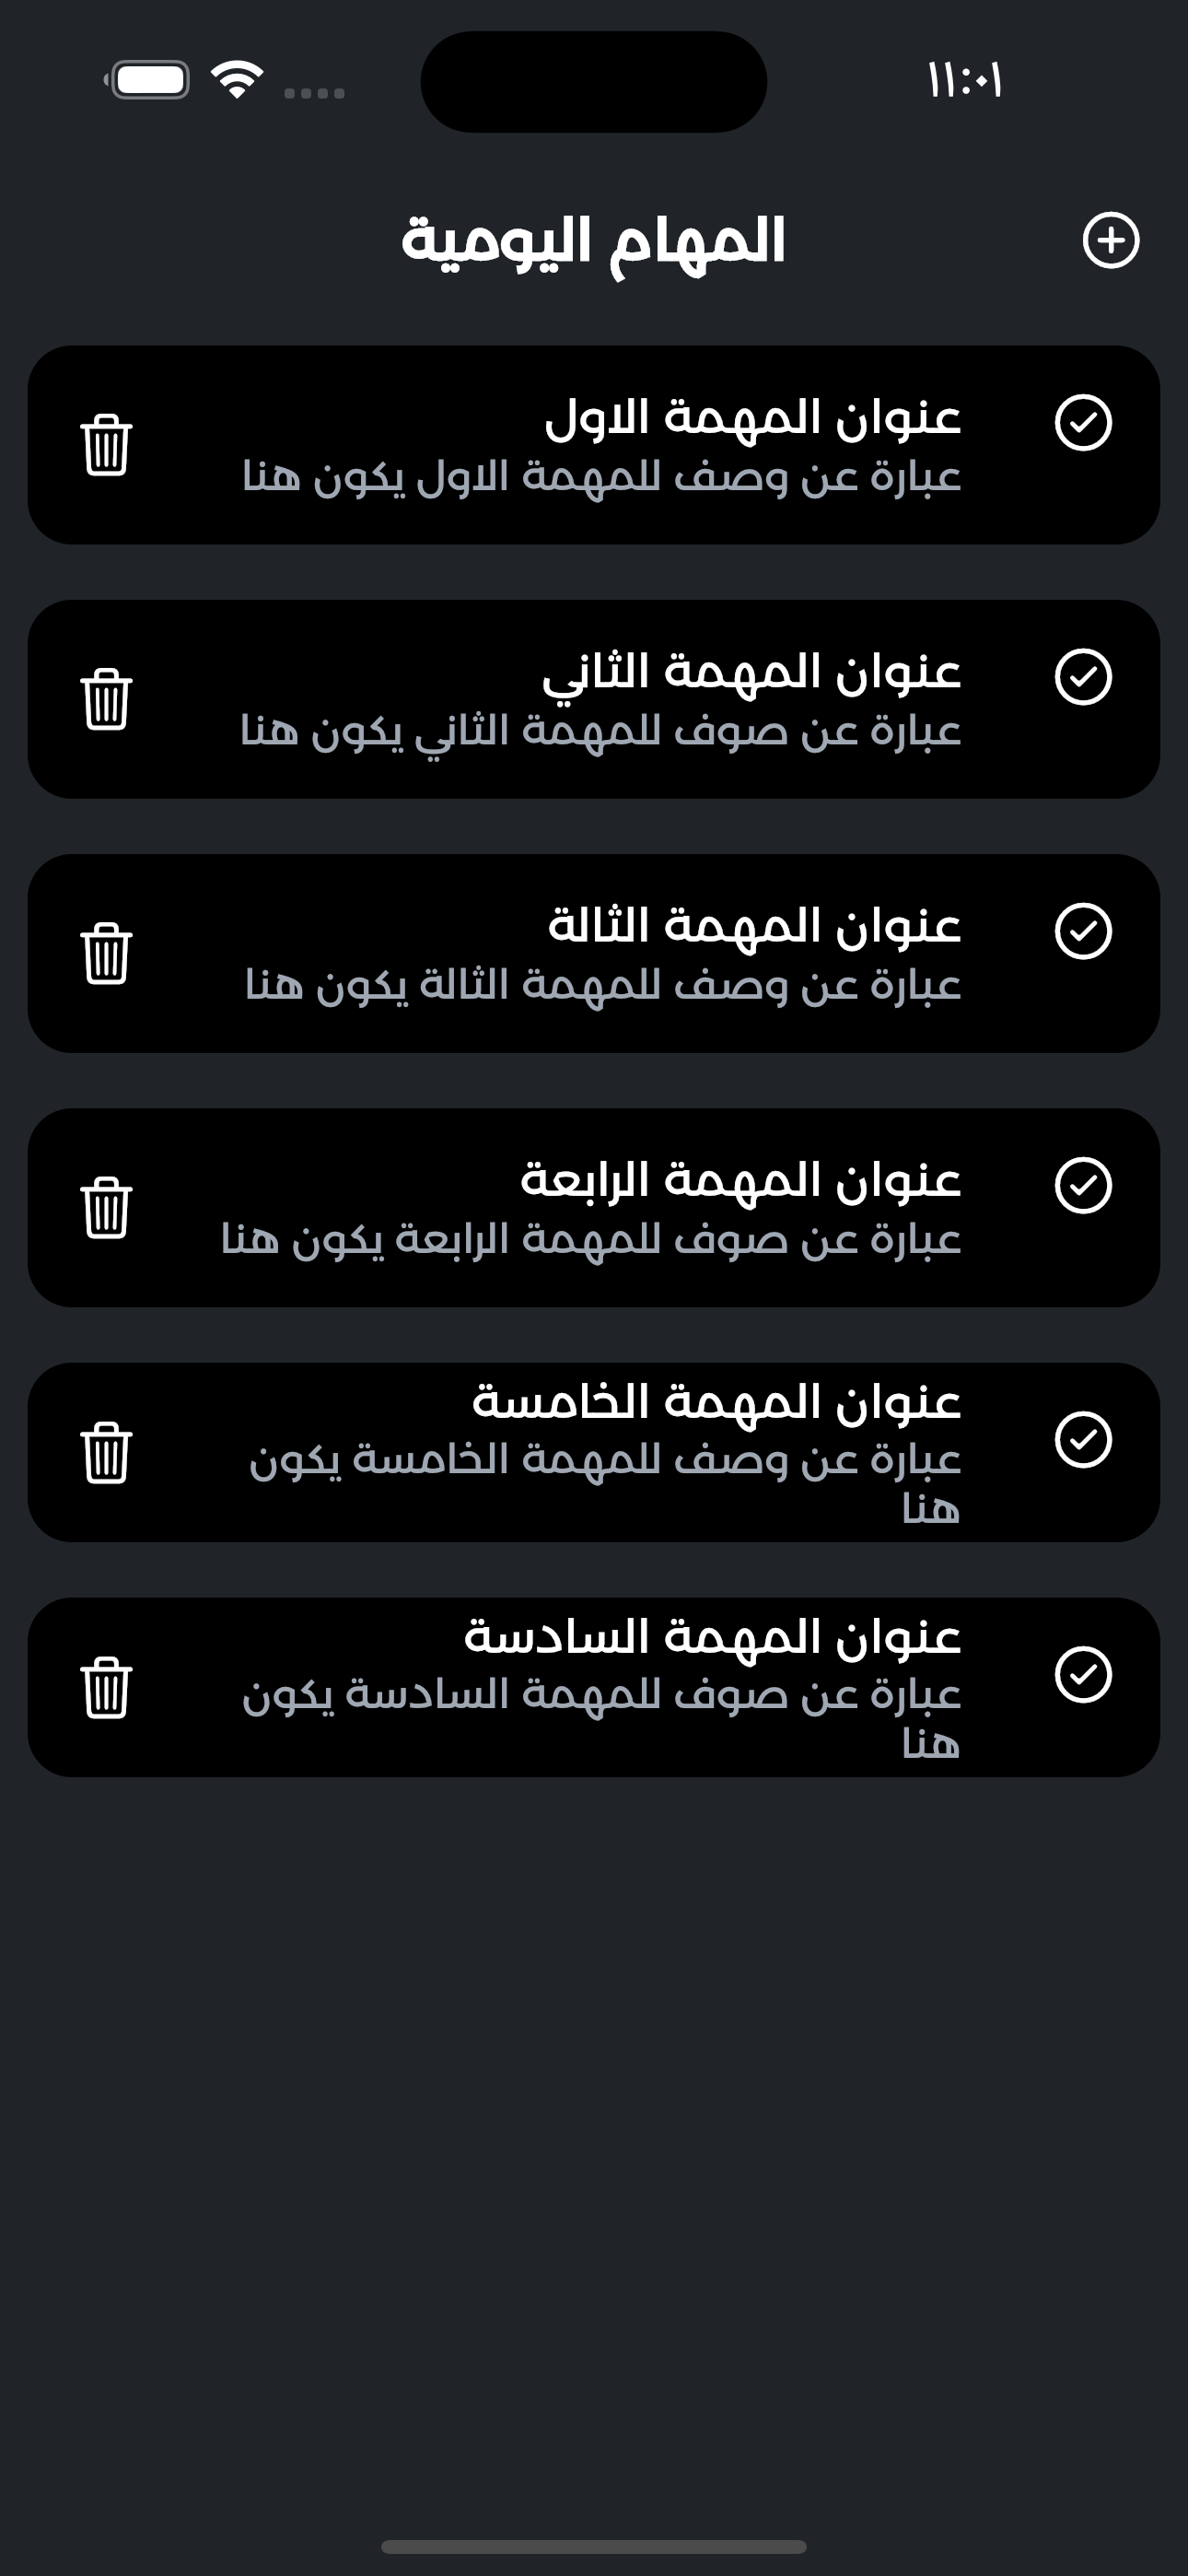 ١١:٠١
المهام اليومية
عنوان المهمة الاول
عبارة عن وصف للمهمة الاول يكون هنا
عنوان المهمة الثاني
عبارة عن صوف للمهمة الثاني يكون هنا
عنوان المهمة الثالة
عبارة عن وصف للمهمة الثالة يكون هنا
عنوان المهمة الرابعة
عبارة عن صوف للمهمة الرابعة يكون هنا
عنوان المهمة الخامسة
عبارة عن وصف للمهمة الخامسة يكون
هنا
عنوان المهمة السادسة
عبارة عن صوف للمهمة السادسة يكون
هنا